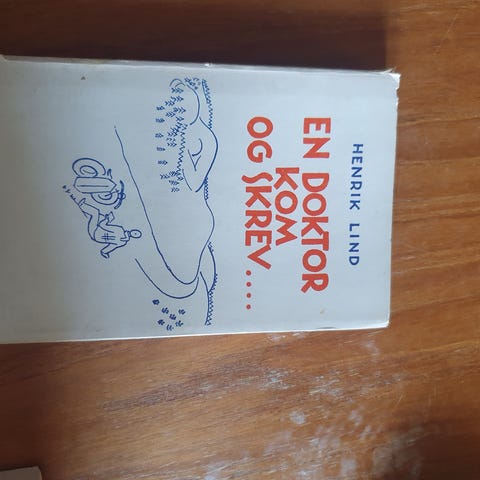 HENRIK LIND
EN DOKTOR
KOM
OG SKREV....